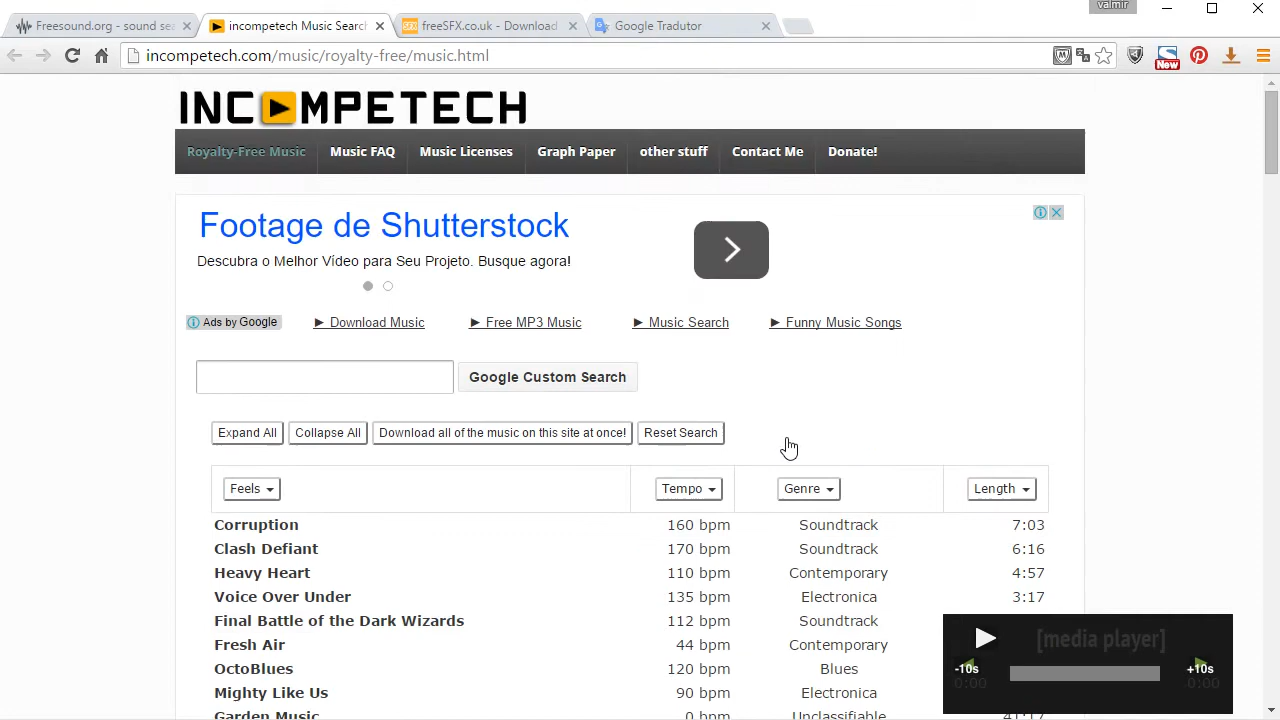 valmir
Freesound.org - sound sea
incompetech Music Search
freeSFX.co.uk - Download
Google Tradutor
incompetech.com/music/royalty-free/music.html
New
INCOMPETECH
Royalty-Free Music Music FAQ Music Licenses Graph Paper other stuff Contact Me Donate!
Footage de Shutterstock
Descubra o Melhor Vídeo para Seu Projeto. Busque agora!
Ads by Google Download Music Free MP3 Music Music Search Funny Music Songs
Google Custom Search
Expand All Collapse All Download all of the music on this site at once! Reset Search
Feels Tempo Genre Length
Corruption 160 bpm Soundtrack 7:03
Clash Defiant 170 bpm Soundtrack 6:16
Heavy Heart 110 bpm Contemporary 4:57
Voice Over Under 135 bpm Electronica 3:17
Final Battle of the Dark Wizards 112 bpm Soundtrack
Fresh Air 44 bpm Contemporary
OctoBlues 120 bpm Blues
Mighty Like Us 90 bpm Electronica
Garden Music 0 bpm Unclassifiable 41:17
[media player]
-10s +10s
0:00 0:00